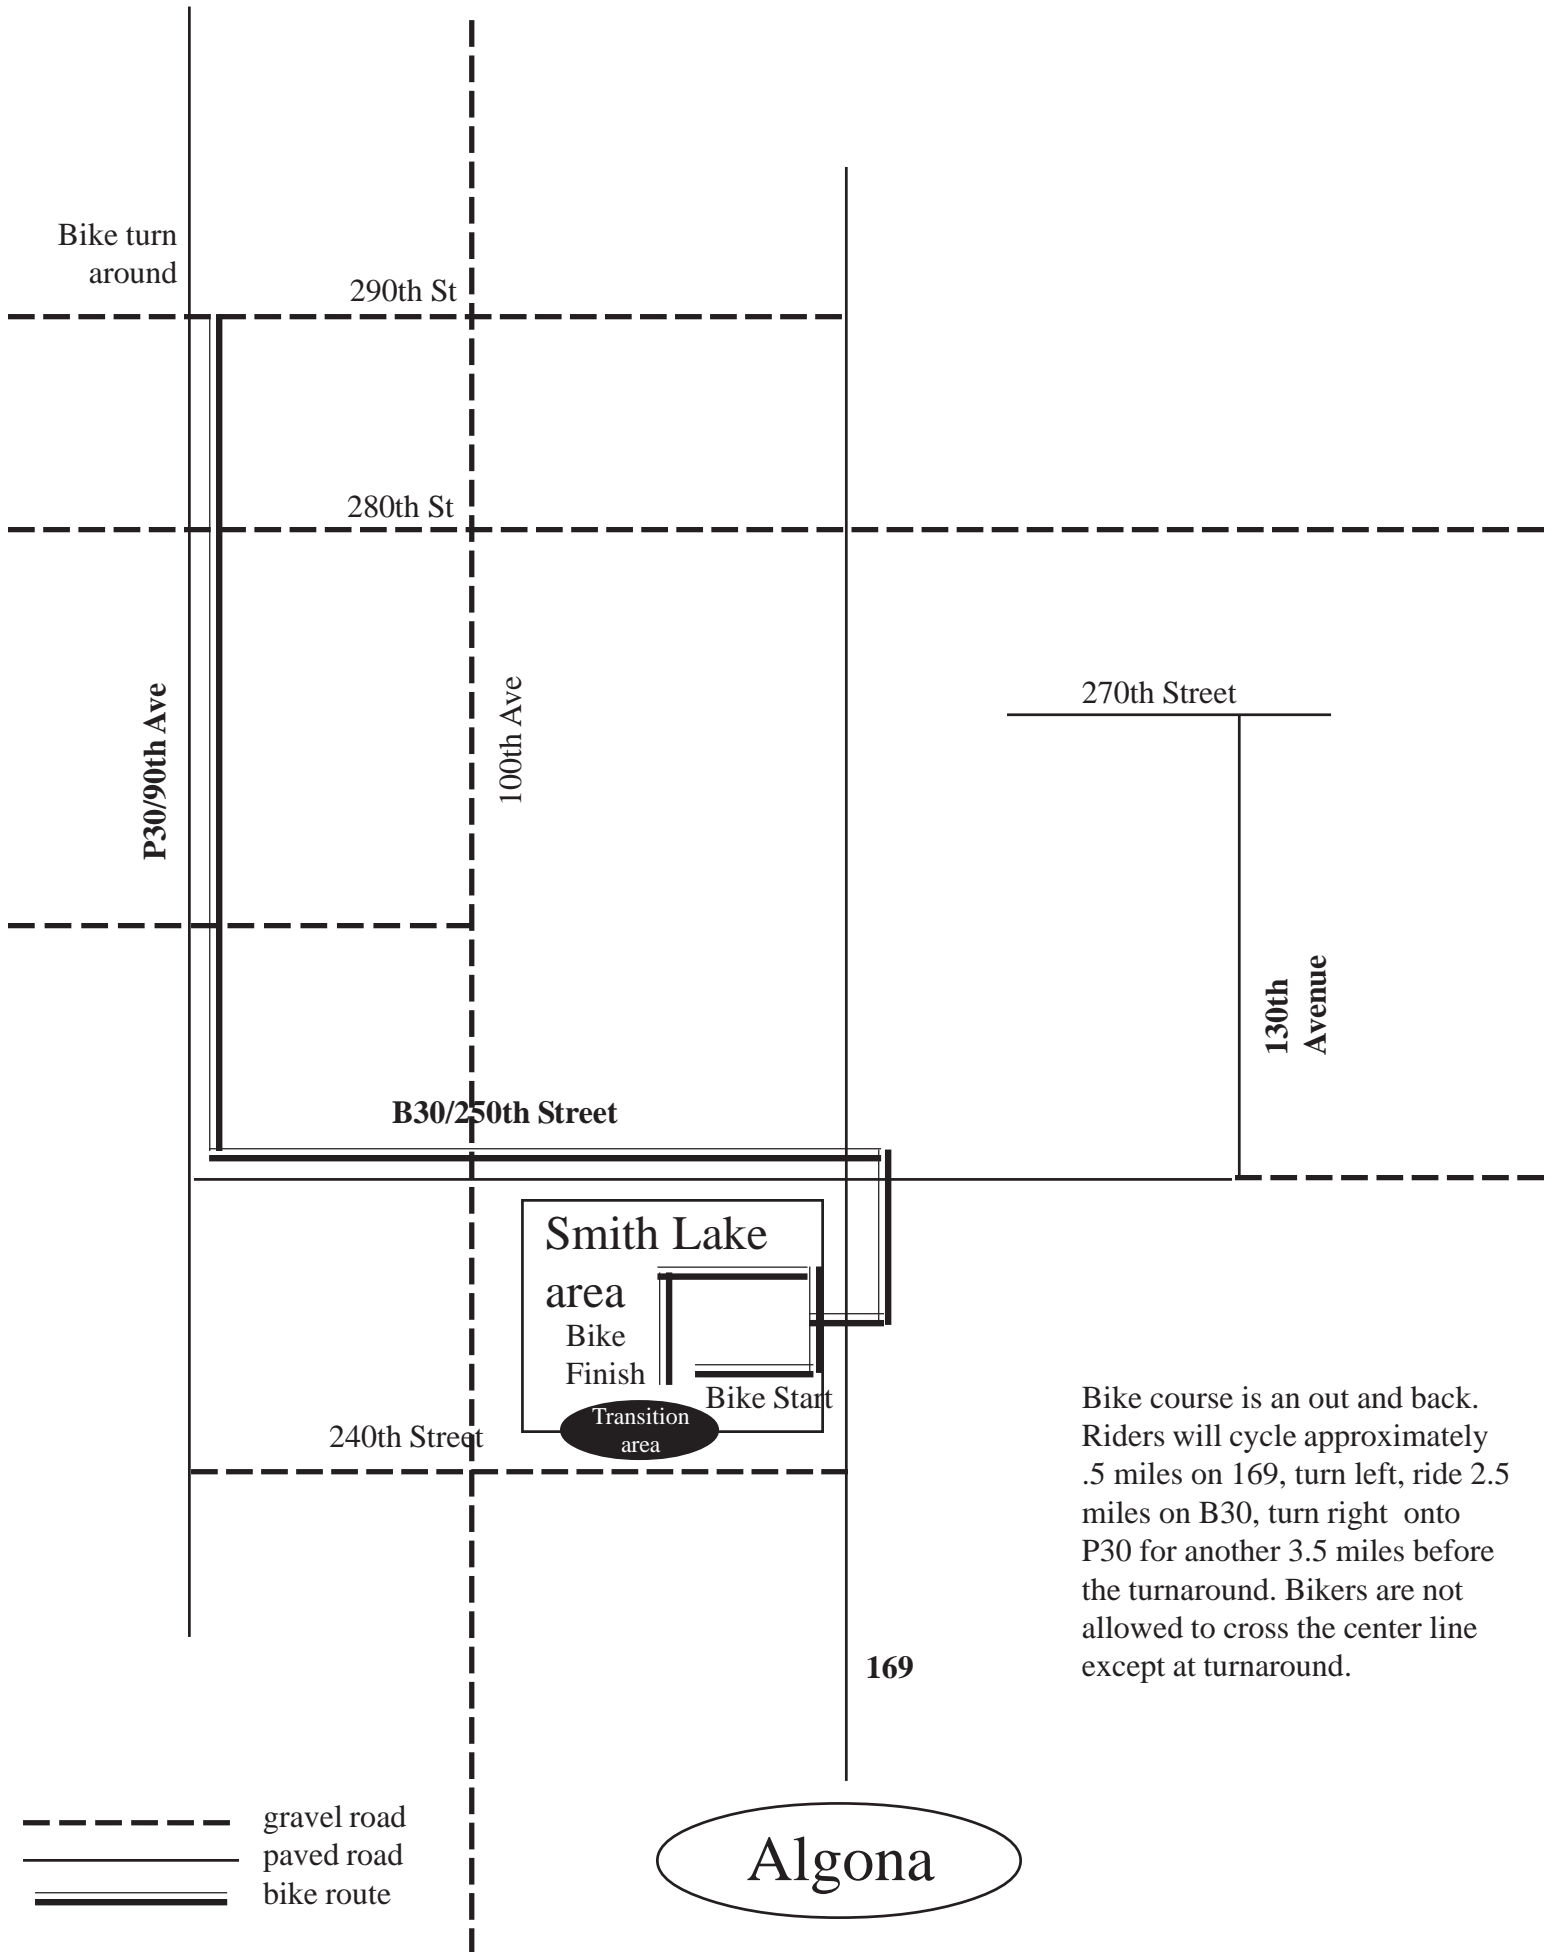 Bike turn
around
290th St
280th St
P30/90th Ave
100th Ave
270th Street
130th
Avenue
B30/250th Street
Smith Lake
area
Bike
Finish
Bike Start
Transition
area
240th Street
Bike course is an out and back.
Riders will cycle approximately
.5 miles on 169, turn left, ride 2.5
miles on B30, turn right  onto
P30 for another 3.5 miles before
the turnaround. Bikers are not
allowed to cross the center line
except at turnaround.
169
gravel road
paved road
bike route
Algona